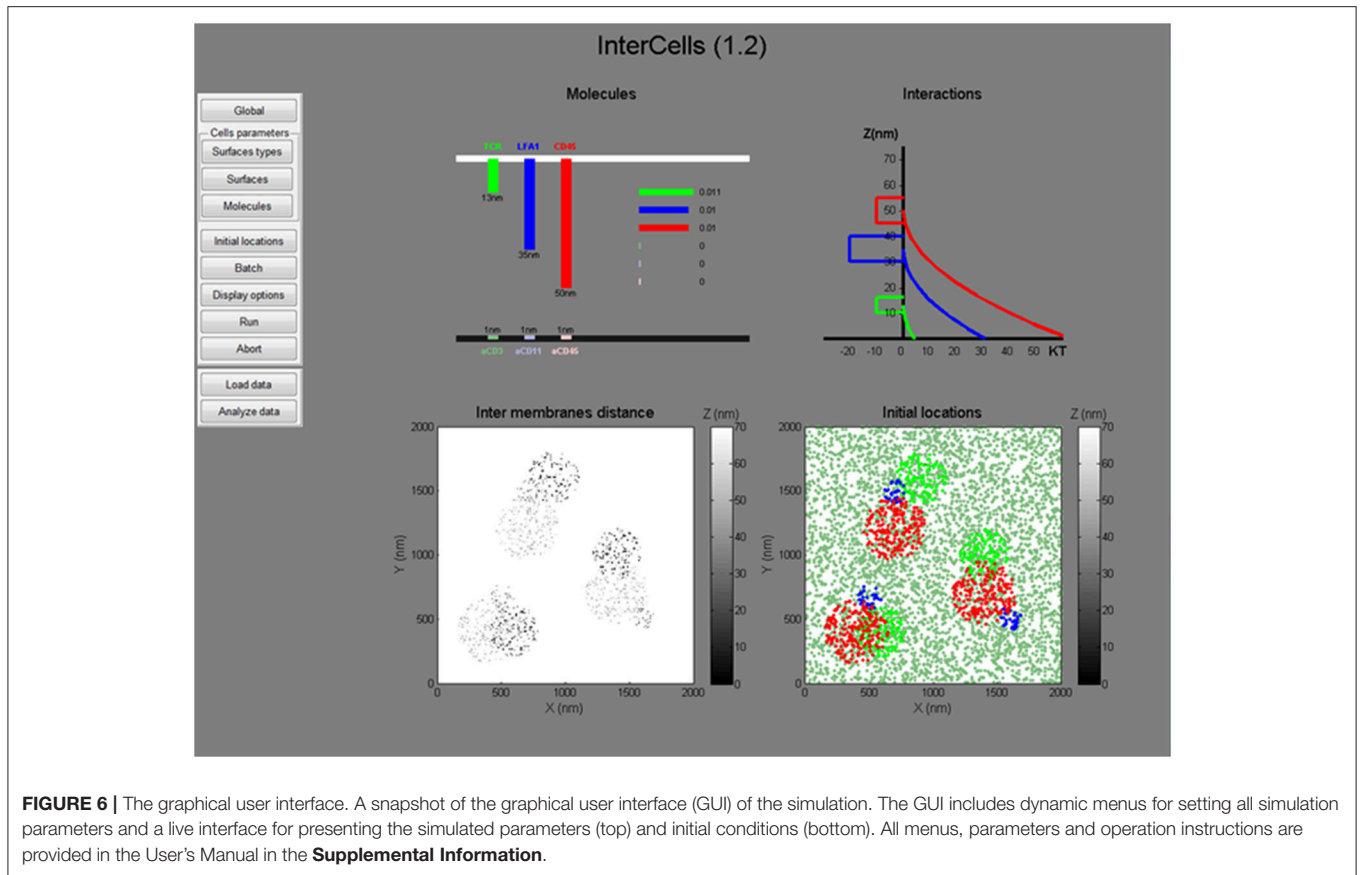 InterCells (1.2)
Global
Cells parameters
Surfaces types
Surfaces
Molecules
Initial locations
Batch
Display options
Run
Abort
Load data
Analyze data
Molecules
TCR LFA1 CD45
13nm
35nm
50nm
0.011
0.01
0.01
0
0
0
1nm 1nm 1nm
aCD3 aCD11 aCD45
Interactions
Z(nm)
70
60
50
40
30
20
10
-20 -10 0 10 20 30 40 50 KT
Inter membranes distance
Z (nm)
2000
1500
1000
500
0
Y (nm)
0 500 1000 1500 2000
X (nm)
70
60
50
40
30
20
10
0
Initial locations
Z (nm)
2000
1500
1000
500
0
Y (nm)
0 500 1000 1500 2000
X (nm)
70
60
50
40
30
20
10
0
FIGURE 6 | The graphical user interface. A snapshot of the graphical user interface (GUI) of the simulation. The GUI includes dynamic menus for setting all simulation
parameters and a live interface for presenting the simulated parameters (top) and initial conditions (bottom). All menus, parameters and operation instructions are
provided in the User's Manual in the Supplemental Information.